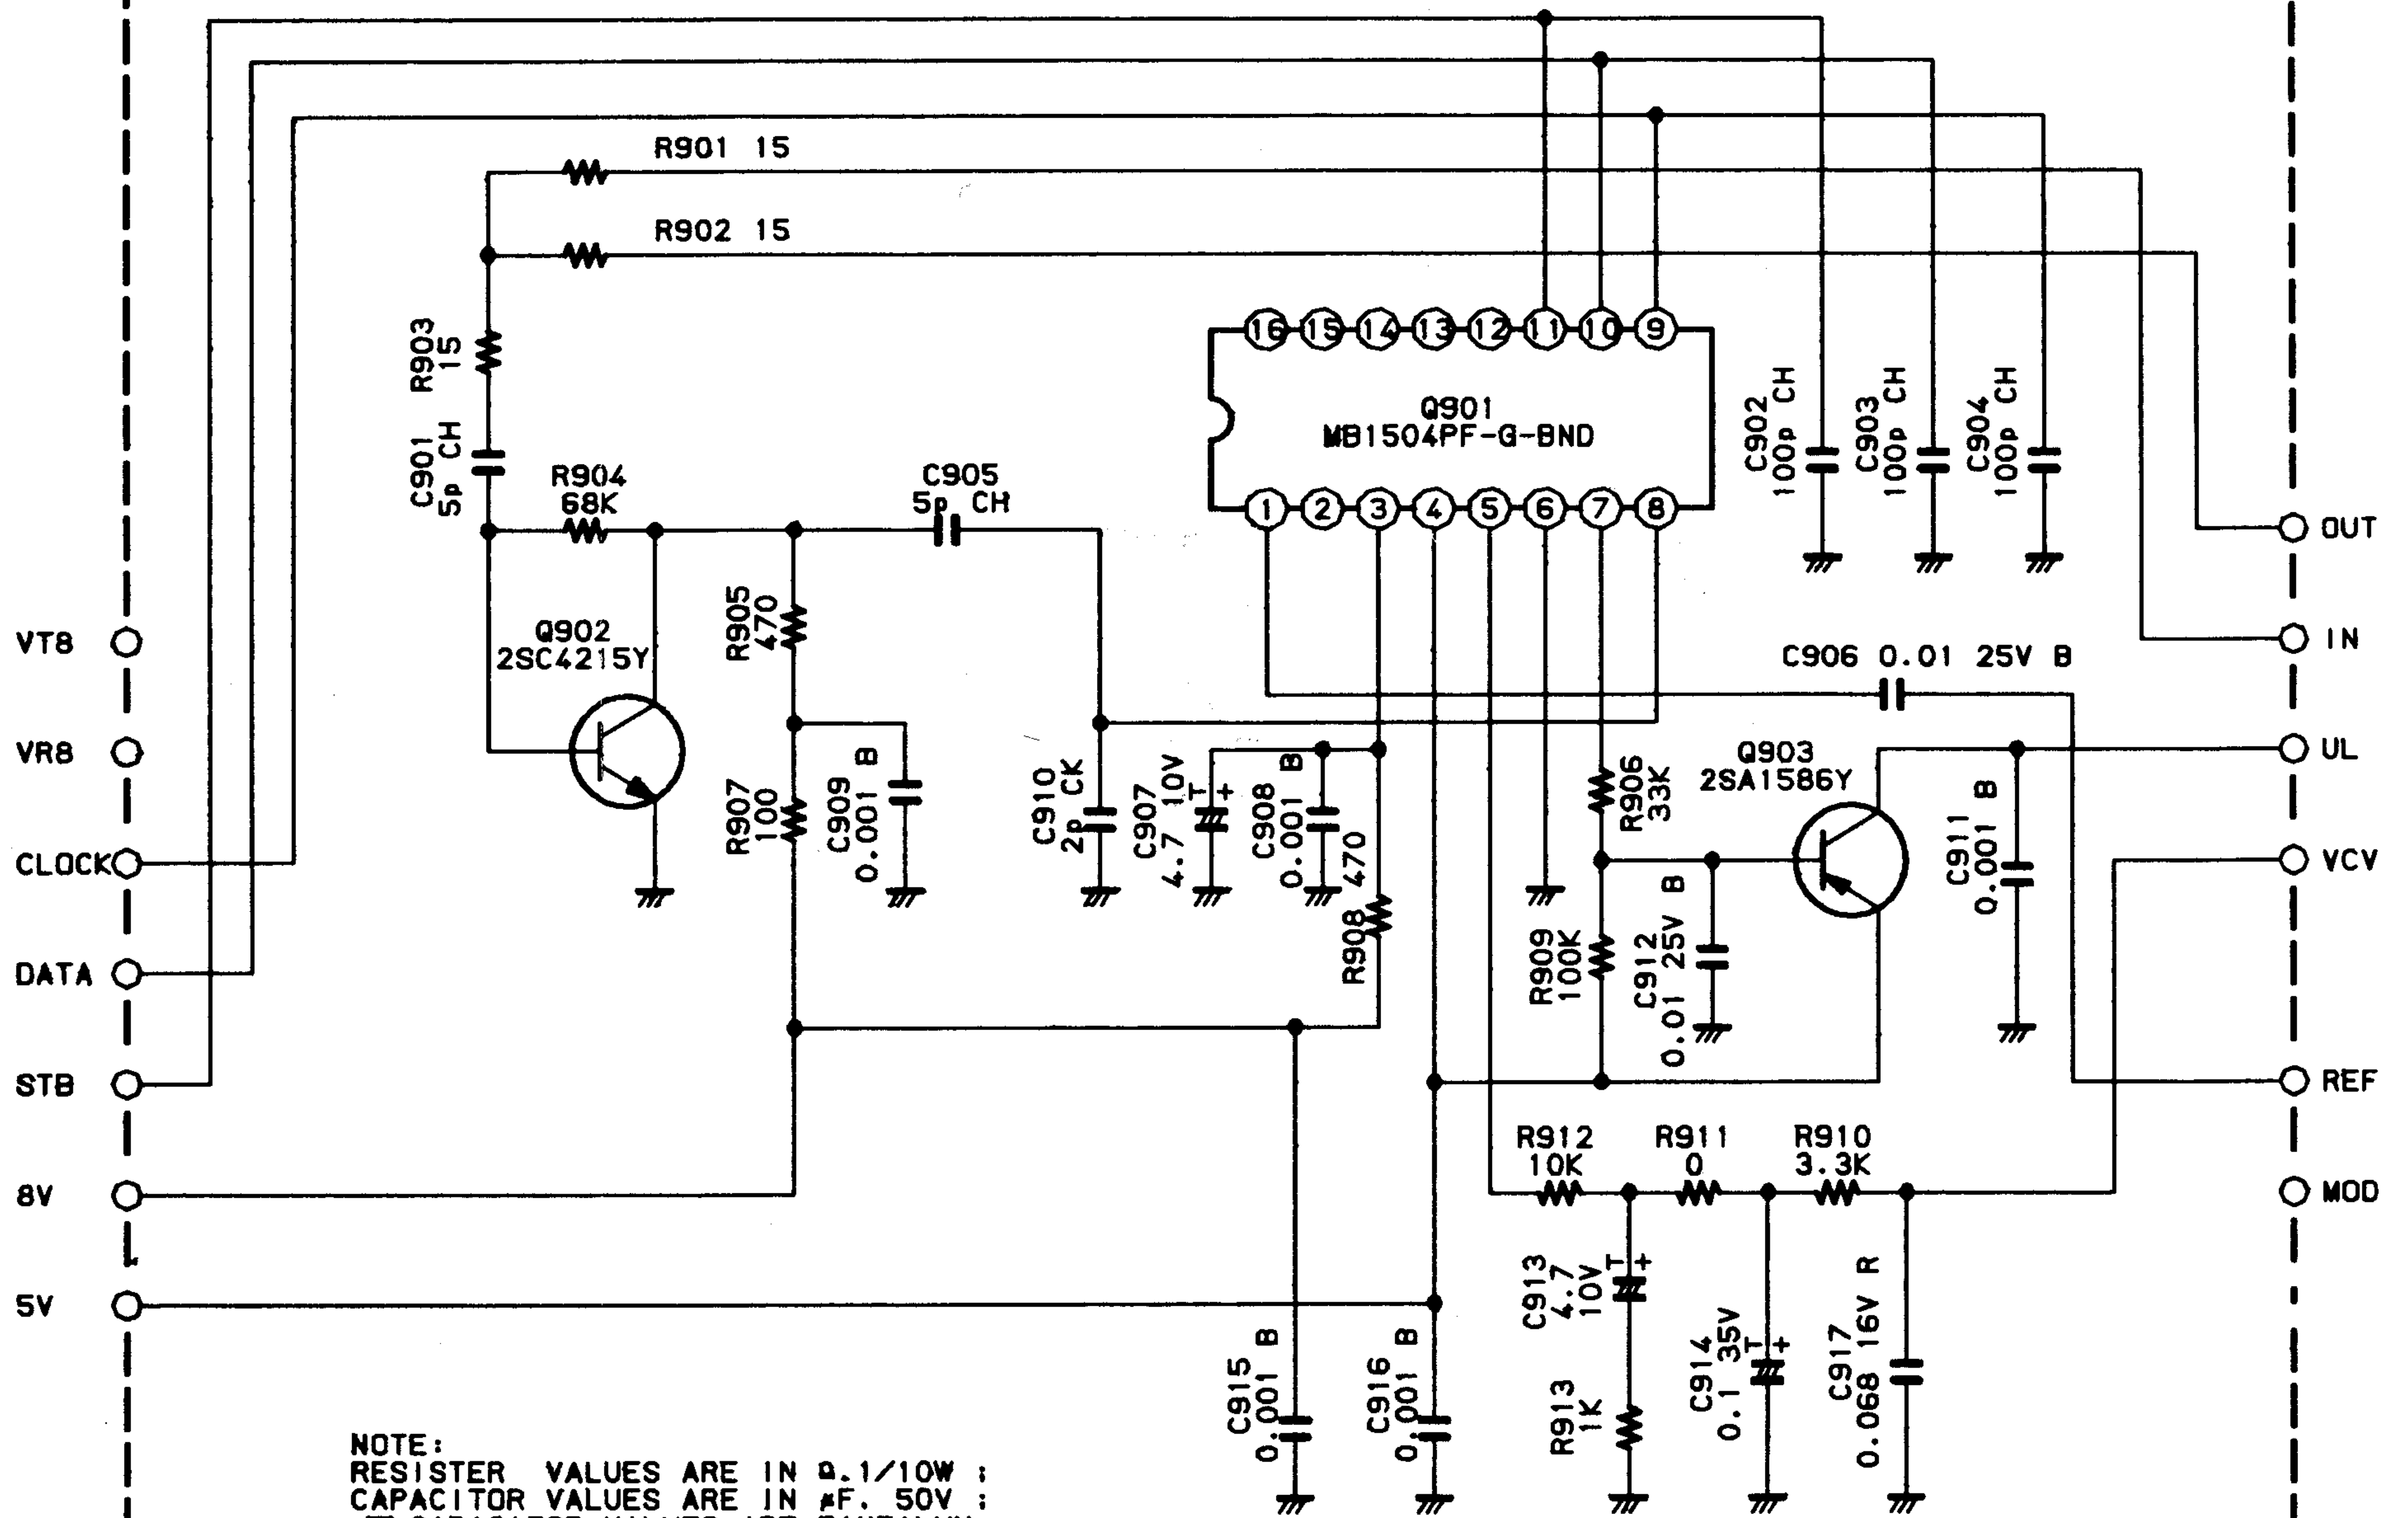 R901 15
R902 15
R903
15
16 15 14 13 12 11 10 9
Q901
MB1504PF-G-BND
1 2 3 4 5 6 7 8
C902
100p CH
C903
100p CH
C904
100p CH
C901
5p CH
R904
68K
C905
5p CH
OUT
R905
470
Q902
2SC4215Y
VT8
IN
C906 0.01 25V B
VR8
UL
Q903
2SA1586Y
R907
100
C909
0.001 B
C910
2p CK
C907
4.7 10V
T +
C908
0.001 B
R908
470
R906
33K
C911
0.001 B
CLOCK
VCV
R909
100K
C912
0.01 25V B
DATA
STB
REF
R912
10K
R911
0
R910
3.3K
8V
MOD
C913
4.7
10V
T +
5V
C915
0.001 B
C916
0.001 B
R913
1K
C914
0.1 35V
T +
C917
0.068 16V R
NOTE:
RESISTER VALUES ARE IN Ω.1/10W ;
CAPACITOR VALUES ARE IN μF. 50V ;